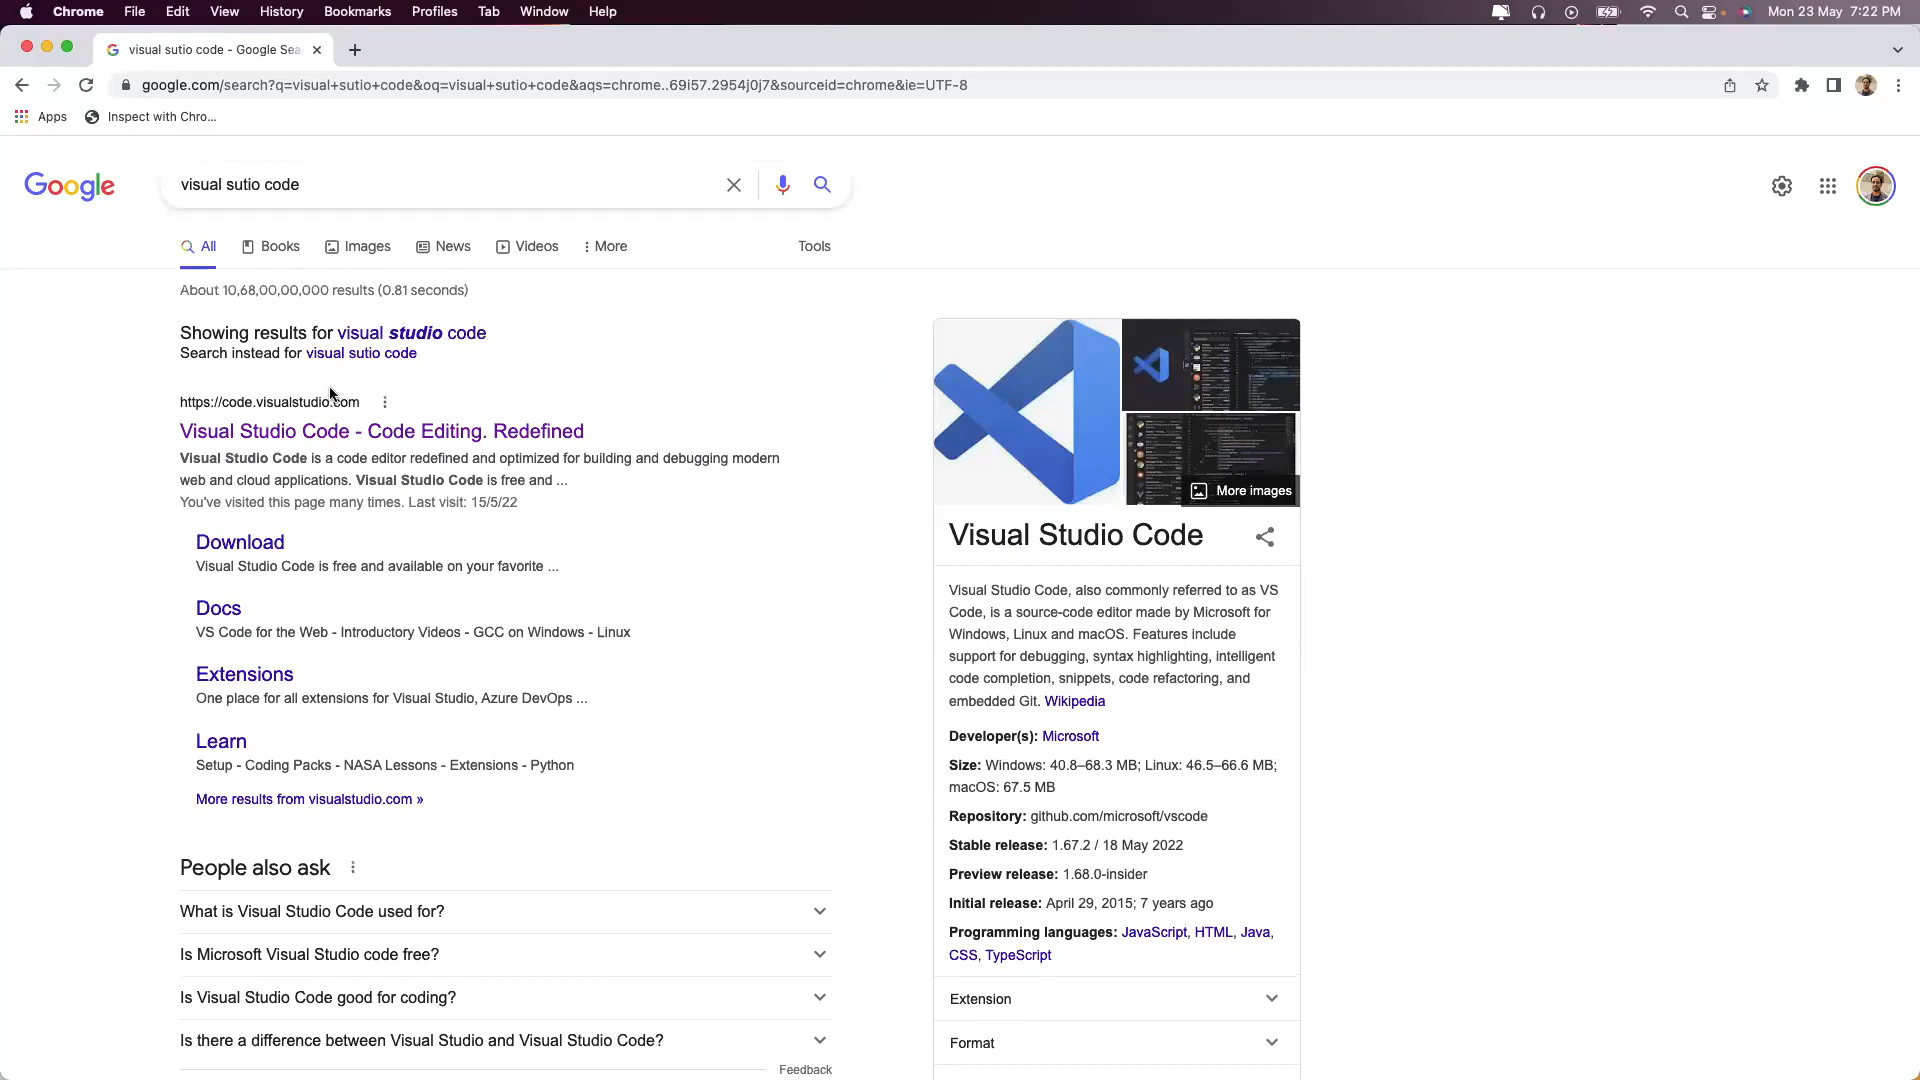 Chrome File Edit View History Bookmarks Profiles Tab Window Help Mon 23 May 7:22 PM
visual sutio code - Google Sea
google.com/search?q=visual+sutio+code&oq=visual+sutio+code&aqs=chrome..69i57.2954j0j7&sourceid=chrome&ie=UTF-8
Apps Inspect with Chro...
Google
visual sutio code
All Books Images News Videos More Tools
About 10,68,00,00,000 results (0.81 seconds)
Showing results for visual studio code
Search instead for visual sutio code
https://code.visualstudio.com
Visual Studio Code - Code Editing. Redefined
Visual Studio Code is a code editor redefined and optimized for building and debugging modern
web and cloud applications. Visual Studio Code is free and ...
You've visited this page many times. Last visit: 15/5/22
Download
Visual Studio Code is free and available on your favorite ...
Docs
VS Code for the Web - Introductory Videos - GCC on Windows - Linux
Extensions
One place for all extensions for Visual Studio, Azure DevOps ...
Learn
Setup - Coding Packs - NASA Lessons - Extensions - Python
More results from visualstudio.com »
People also ask
What is Visual Studio Code used for?
Is Microsoft Visual Studio code free?
Is Visual Studio Code good for coding?
Is there a difference between Visual Studio and Visual Studio Code?
Feedback
More images
Visual Studio Code
Visual Studio Code, also commonly referred to as VS
Code, is a source-code editor made by Microsoft for
Windows, Linux and macOS. Features include
support for debugging, syntax highlighting, intelligent
code completion, snippets, code refactoring, and
embedded Git. Wikipedia
Developer(s): Microsoft
Size: Windows: 40.8–68.3 MB; Linux: 46.5–66.6 MB;
macOS: 67.5 MB
Repository: github.com/microsoft/vscode
Stable release: 1.67.2 / 18 May 2022
Preview release: 1.68.0-insider
Initial release: April 29, 2015; 7 years ago
Programming languages: JavaScript, HTML, Java,
CSS, TypeScript
Extension
Format